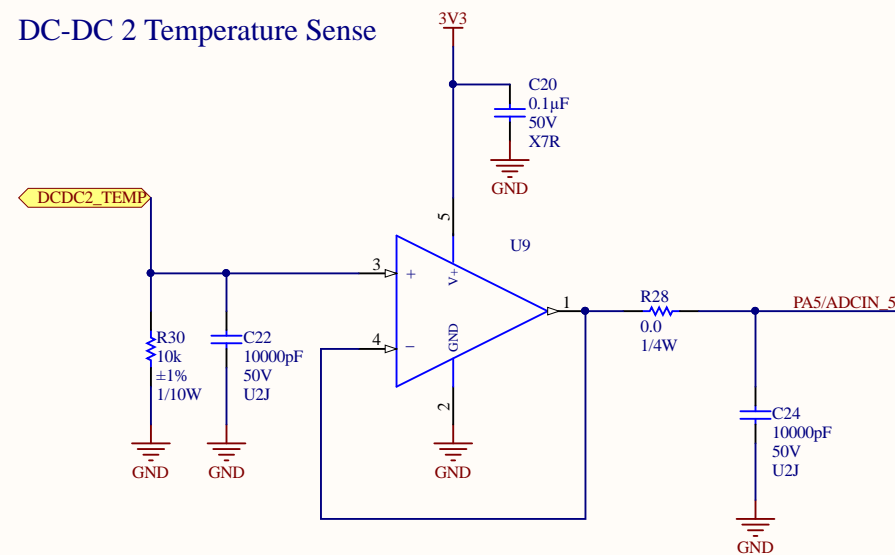 DC-DC 2 Temperature Sense
3V3
C20
0.1µF
50V
X7R
GND
DCDC2_TEMP
5
U9
3
+
V+
1
R28
0.0
1/4W
PA5/ADCIN_5
4
−
GND
2
R30
10k
±1%
1/10W
GND
C22
10000pF
50V
U2J
GND
GND
C24
10000pF
50V
U2J
GND